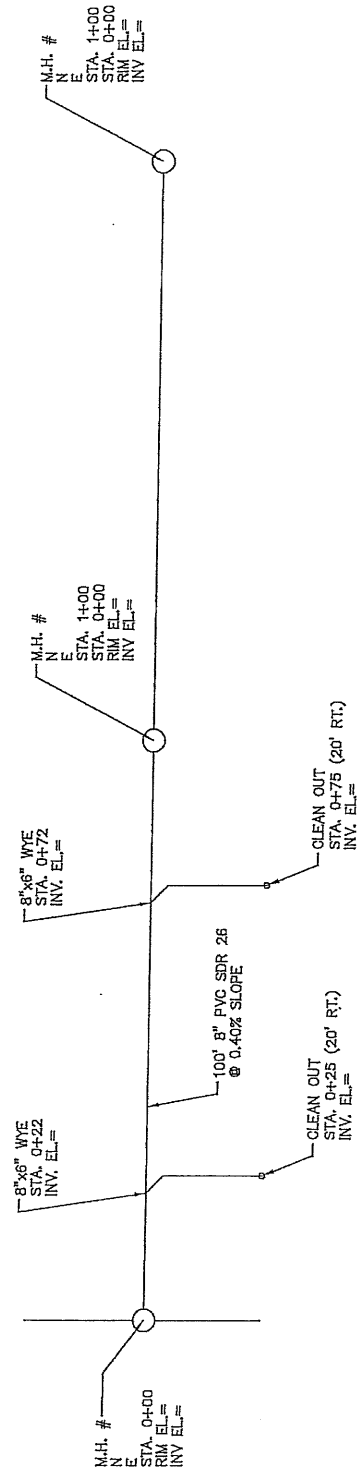 M.H. #
N
E
STA. 0+00
RIM EL.=
INV EL.=
8"x6" WYE
STA. 0+22
INV. EL.=
CLEAN OUT
STA. 0+25 (20' RT.)
INV. EL.=
100' 8" PVC SDR 26
@ 0.40% SLOPE
8"x6" WYE
STA. 0+72
INV. EL.=
CLEAN OUT
STA. 0+75 (20' RT.)
INV. EL.=
M.H. #
N
E
STA. 1+00
STA. 0+00
RIM EL.=
INV EL.=
M.H. #
N
E
STA. 1+00
STA. 0+00
RIM EL.=
INV EL.=